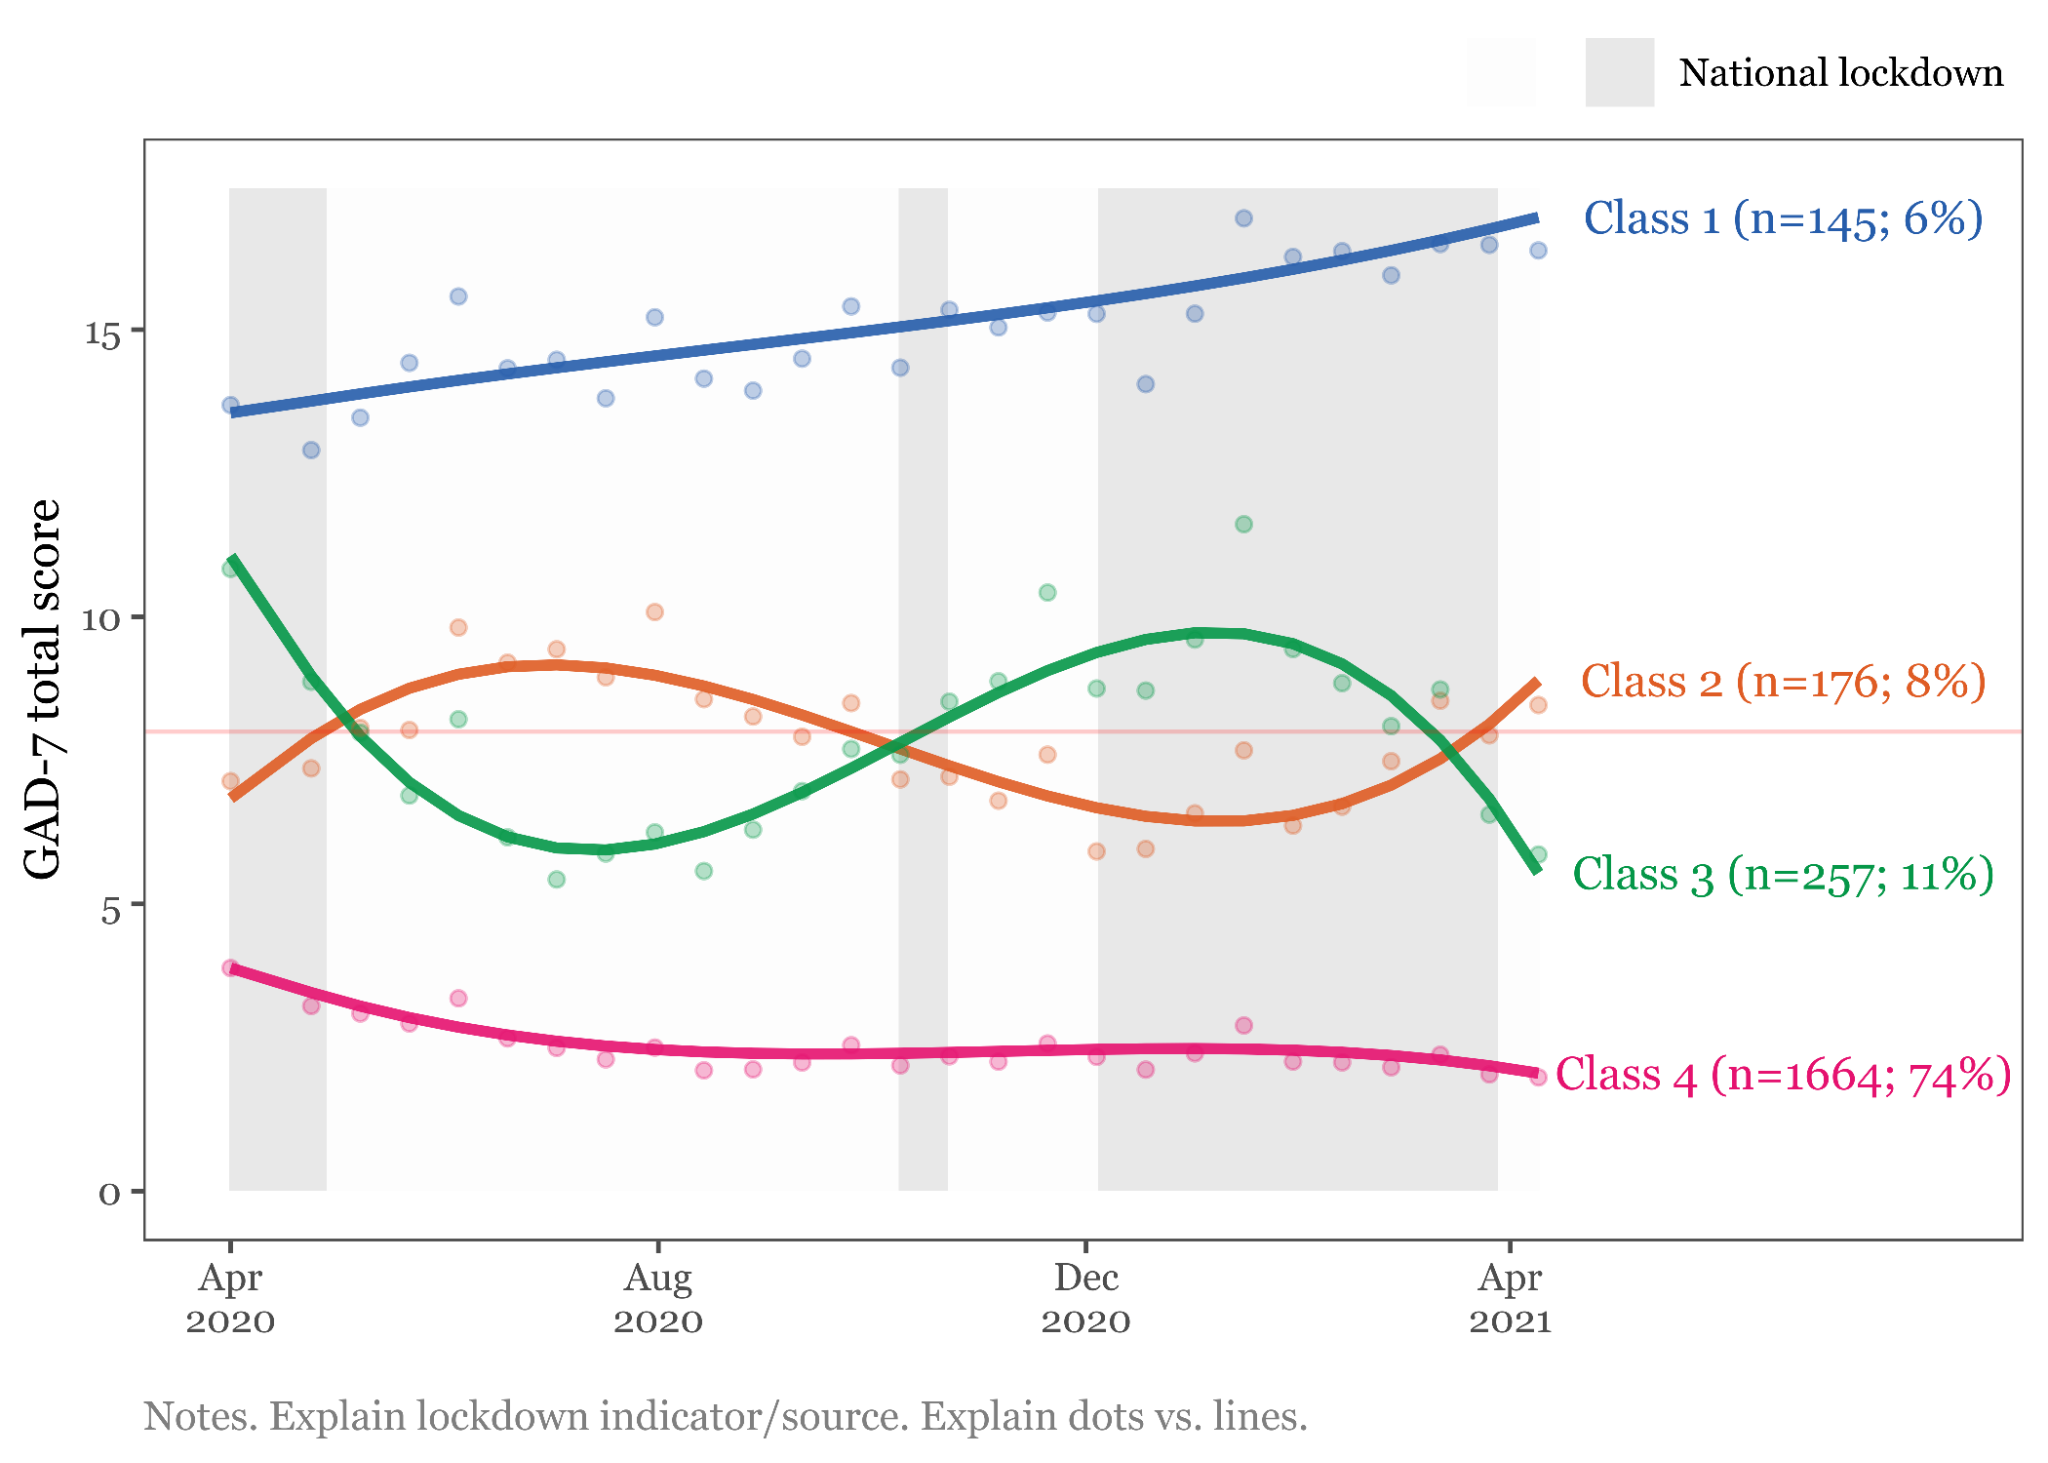 National lockdown
Class 1 (n=145; 6%)
15
10
Class 2 (n=176; 8%)
GAD-7 total score
Class 3 (n=257; 11%)
5
Class 4 (n=1664; 74%)
0
Apr
2020
Aug
2020
Dec
2020
Apr
2021
Notes. Explain lockdown indicator/source. Explain dots vs. lines.